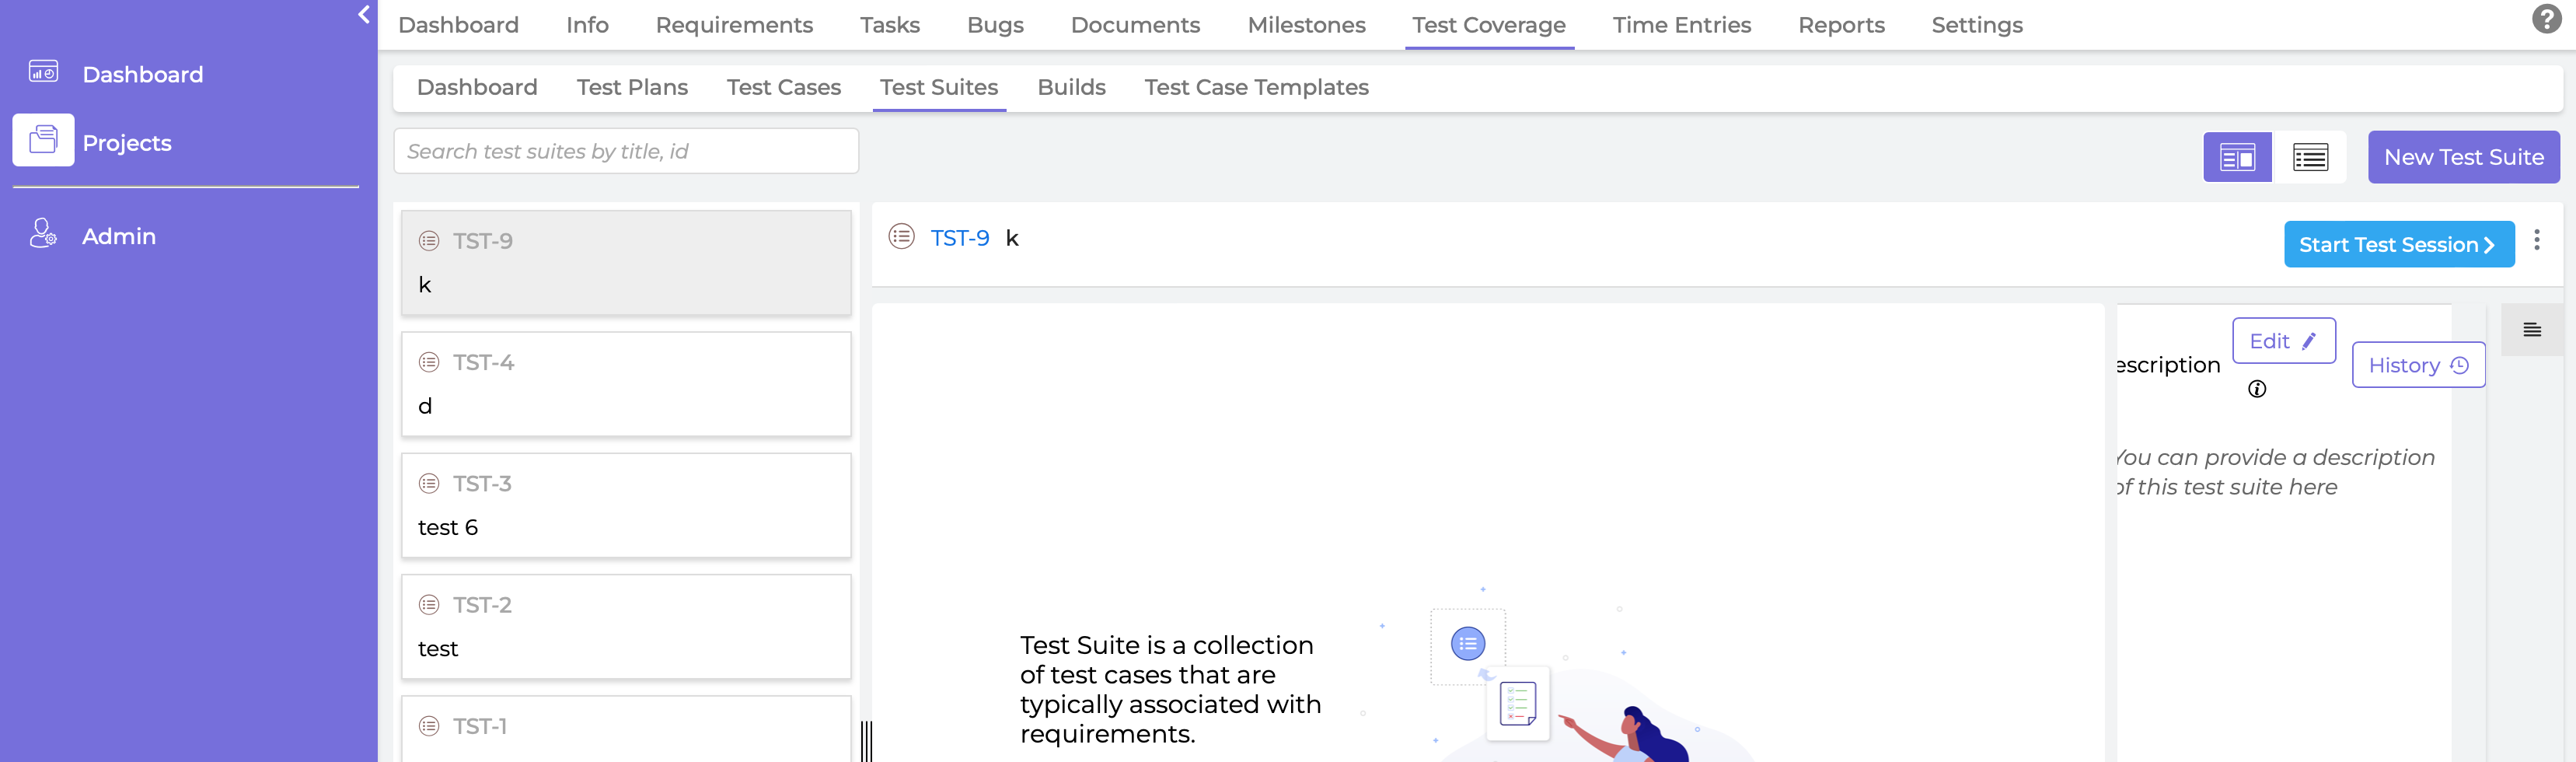 Dashboard
Projects
Admin
Dashboard Info Requirements Tasks Bugs Documents Milestones Test Coverage Time Entries Reports Settings
Dashboard Test Plans Test Cases Test Suites Builds Test Case Templates
Search test suites by title, id
New Test Suite
TST-9
k
TST-4
d
TST-3
test 6
TST-2
test
TST-1
TST-9 k
Start Test Session
Test Suite is a collection
of test cases that are
typically associated with
requirements.
escription
Edit
History
You can provide a description
of this test suite here